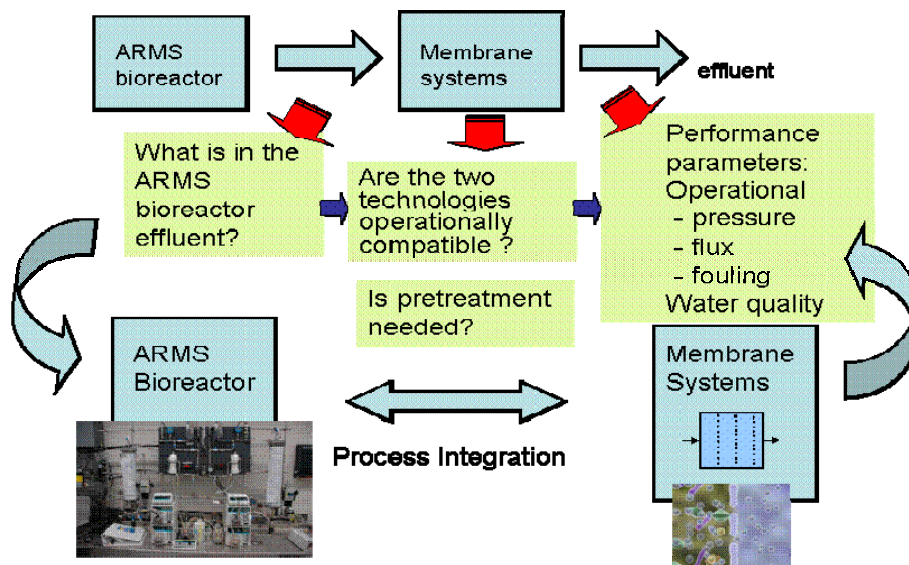 ARMS
bioreactor
Membrane
systems
effluent
What is in the
ARMS
bioreactor
effluent?
Are the two
technologies
operationally
compatible ?
Performance
parameters:
Operational
- pressure
- flux
- fouling
Water quality
Is pretreatment
needed?
ARMS
Bioreactor
Process Integration
Membrane
Systems